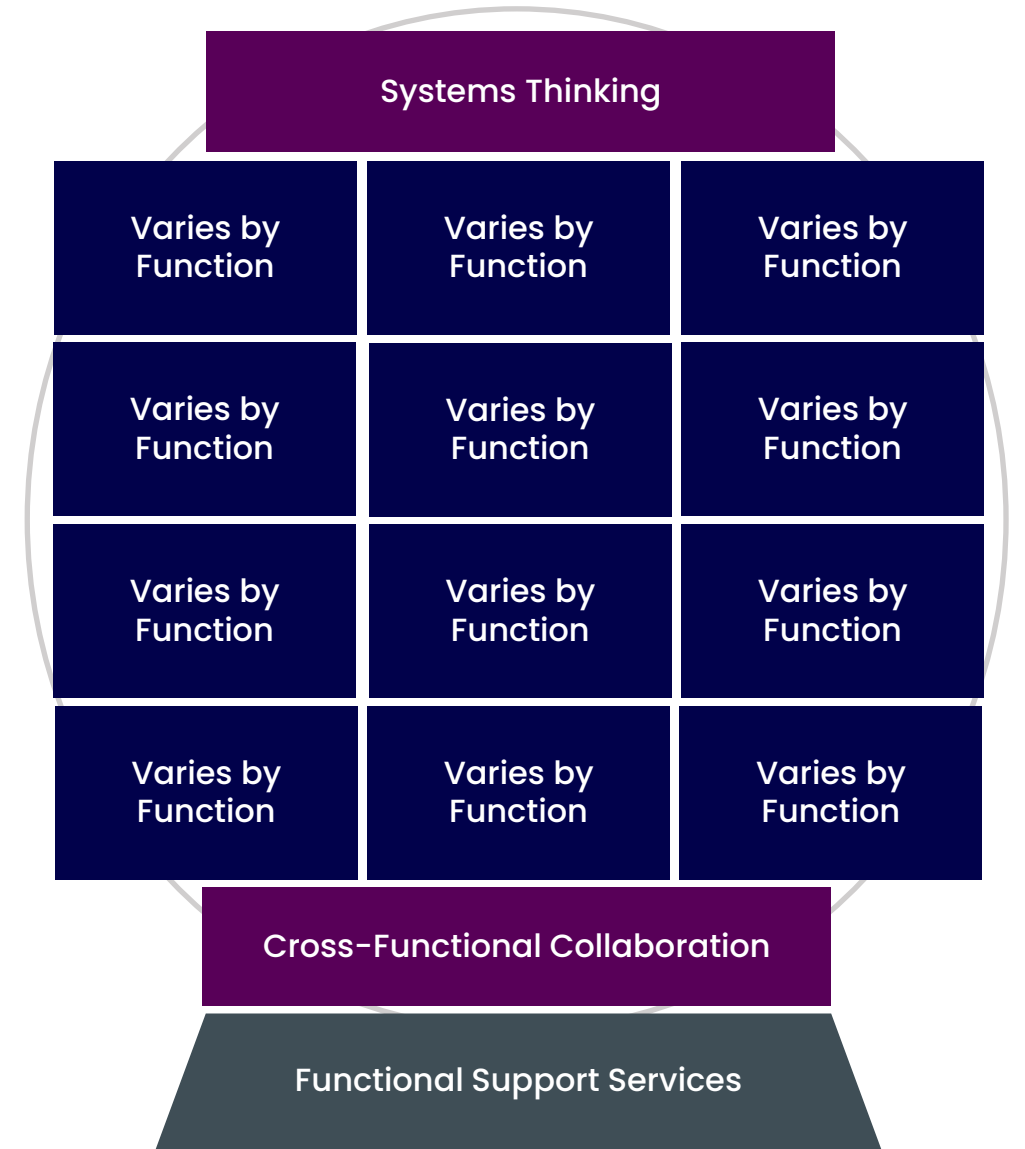 Systems Thinking
Varies by
Function
Varies by
Function
Varies by
Function
Varies by
Function
Varies by
Function
Varies by
Function
Varies by
Function
Varies by
Function
Varies by
Function
Varies by
Function
Varies by
Function
Varies by
Function
Cross-Functional Collaboration
Functional Support Services